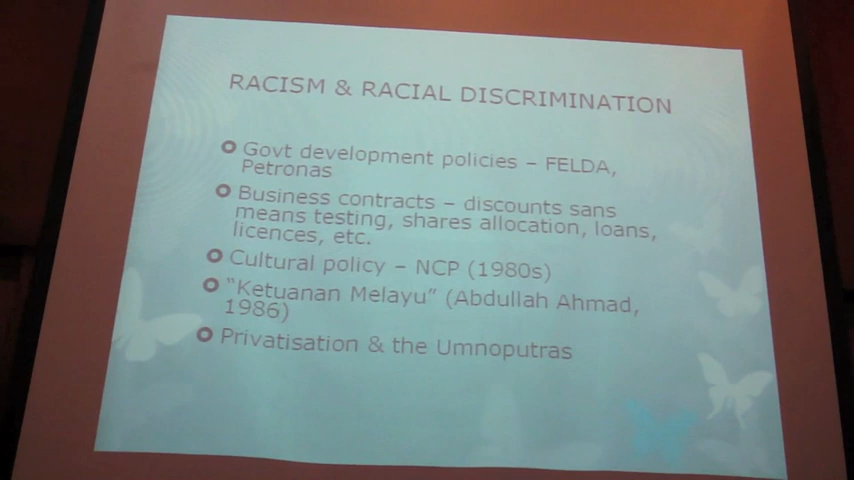 RACISM & RACIAL DISCRIMINATION
Govt development policies – FELDA,
Petronas
Business contracts – discounts sans
means testing, shares allocation, loans,
licences, etc.
Cultural policy – NCP (1980s)
“Ketuanan Melayu” (Abdullah Ahmad,
1986)
Privatisation & the Umnoputras